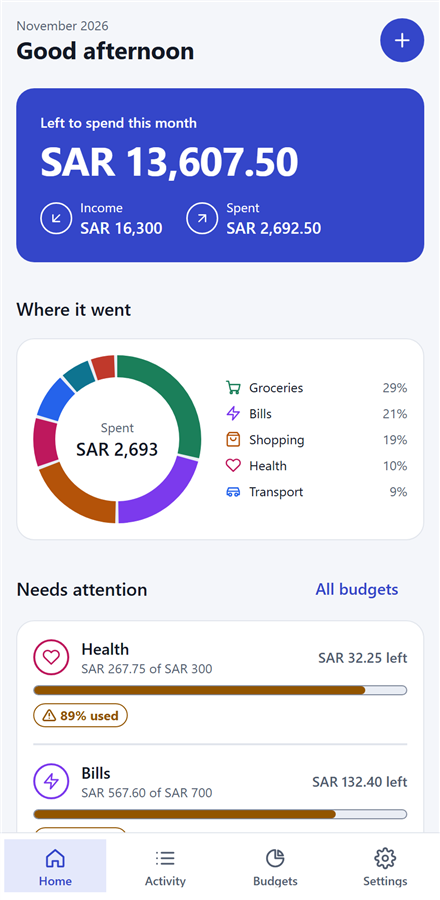 November 2026
Good afternoon
Left to spend this month
SAR 13,607.50
Income
SAR 16,300
Spent
SAR 2,692.50
Where it went
Spent
SAR 2,693
Groceries 29%
Bills 21%
Shopping 19%
Health 10%
Transport 9%
Needs attention All budgets
Health
SAR 267.75 of SAR 300
SAR 32.25 left
89% used
Bills
SAR 567.60 of SAR 700
SAR 132.40 left
Home Activity Budgets Settings